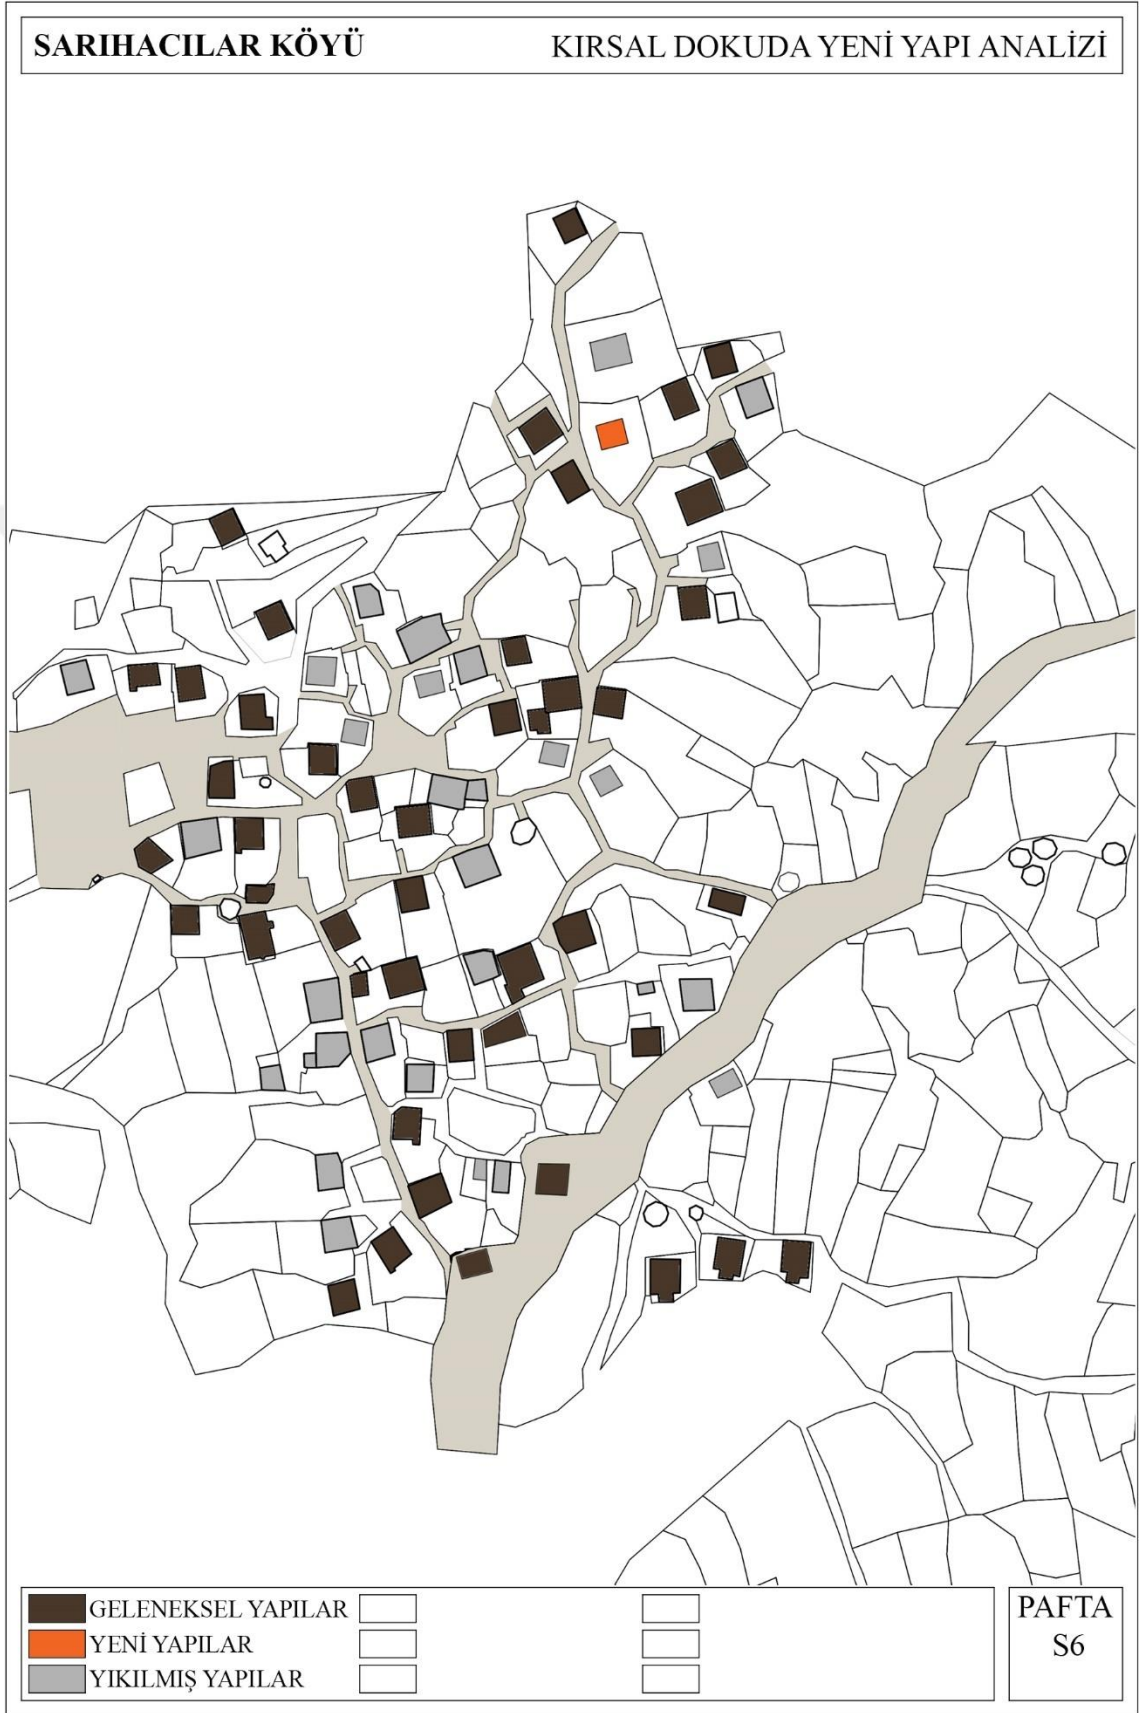 SARIHACILAR KÖYÜ
KIRSAL DOKUDA YENİ YAPI ANALİZİ
GELENEKSEL YAPILAR
YENİ YAPILAR
YIKILMIŞ YAPILAR
PAFTA
S6